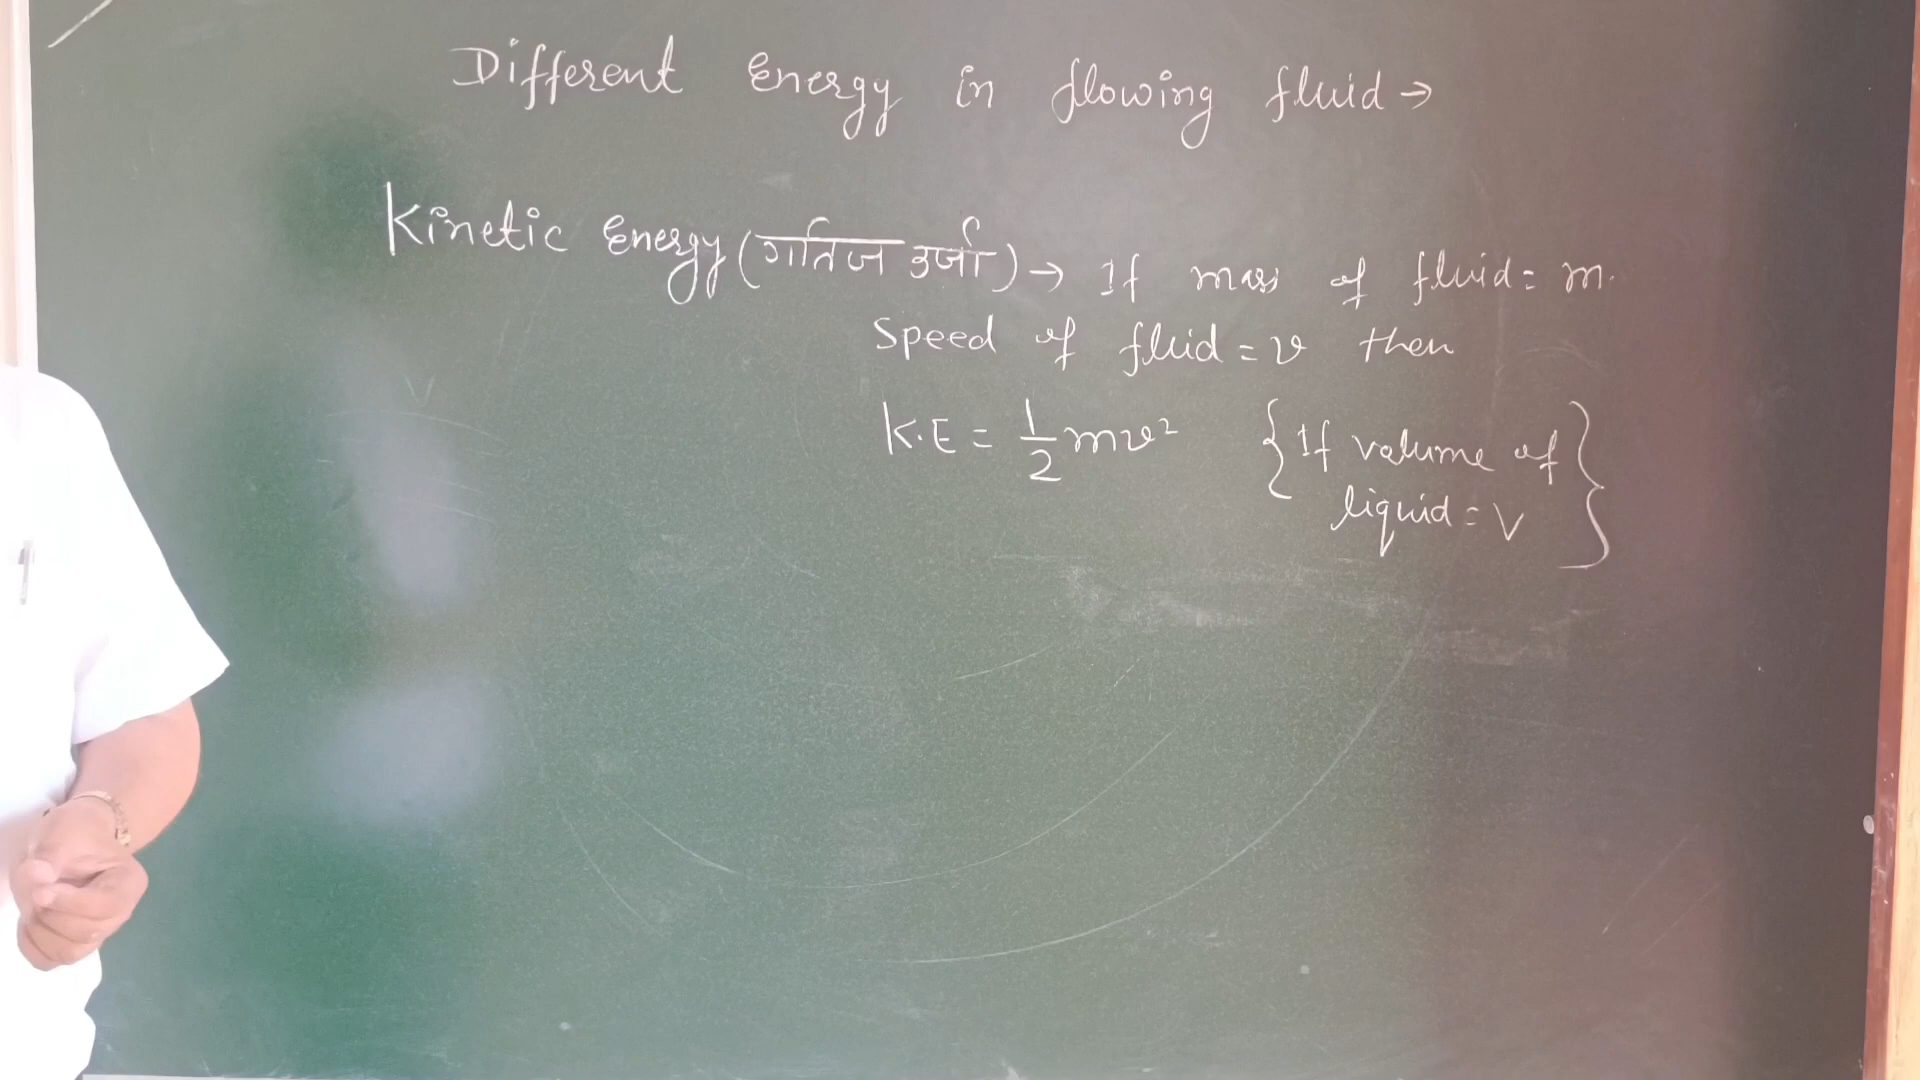 Different Energy in flowing fluid →
Kinetic Energy (गतिज उर्जा) → If mass of fluid = m.
Speed of fluid = v then
K.E = 1/2 mv² {If volume of
liquid = V}